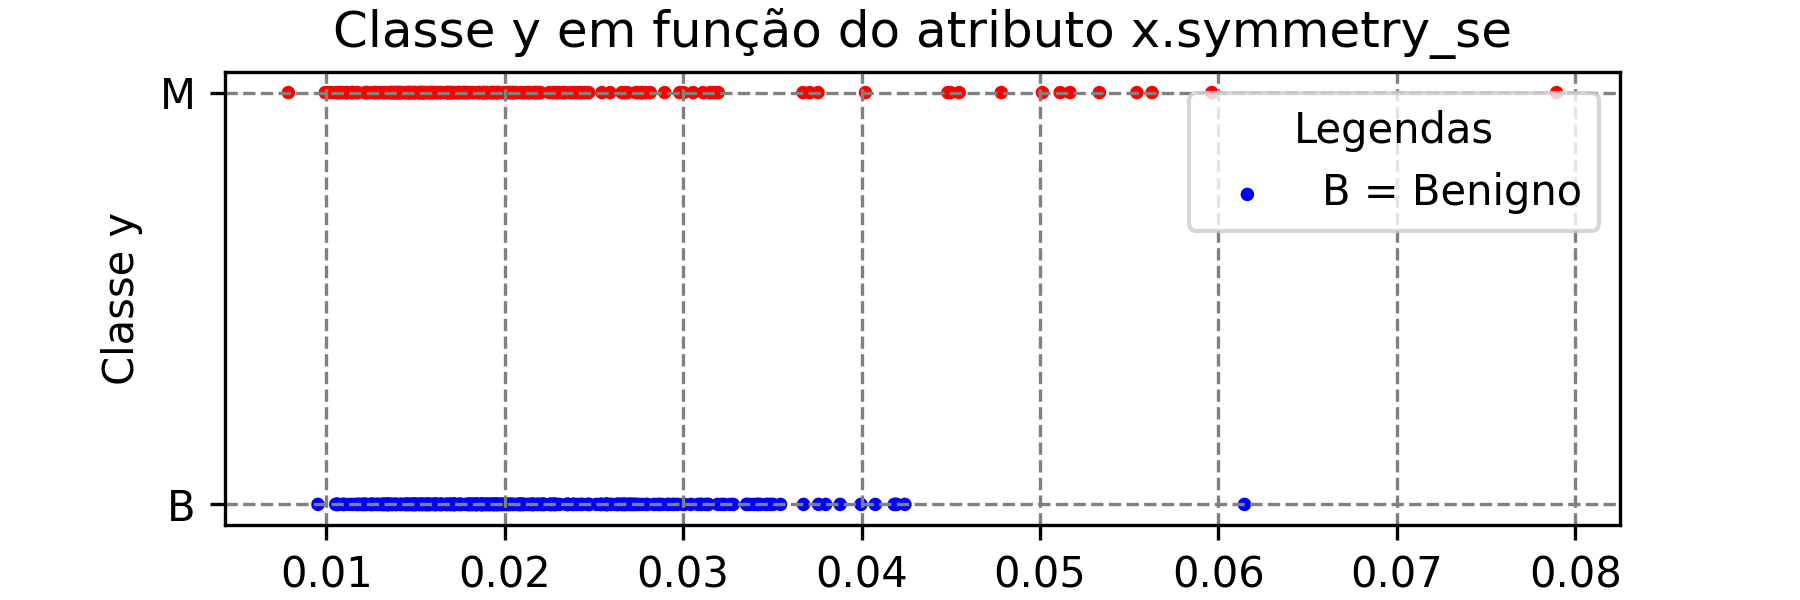 Classe y em função do atributo x.symmetry_se
M
Legendas
B = Benigno
Classe y
B
0.01 0.02 0.03 0.04 0.05 0.06 0.07 0.08